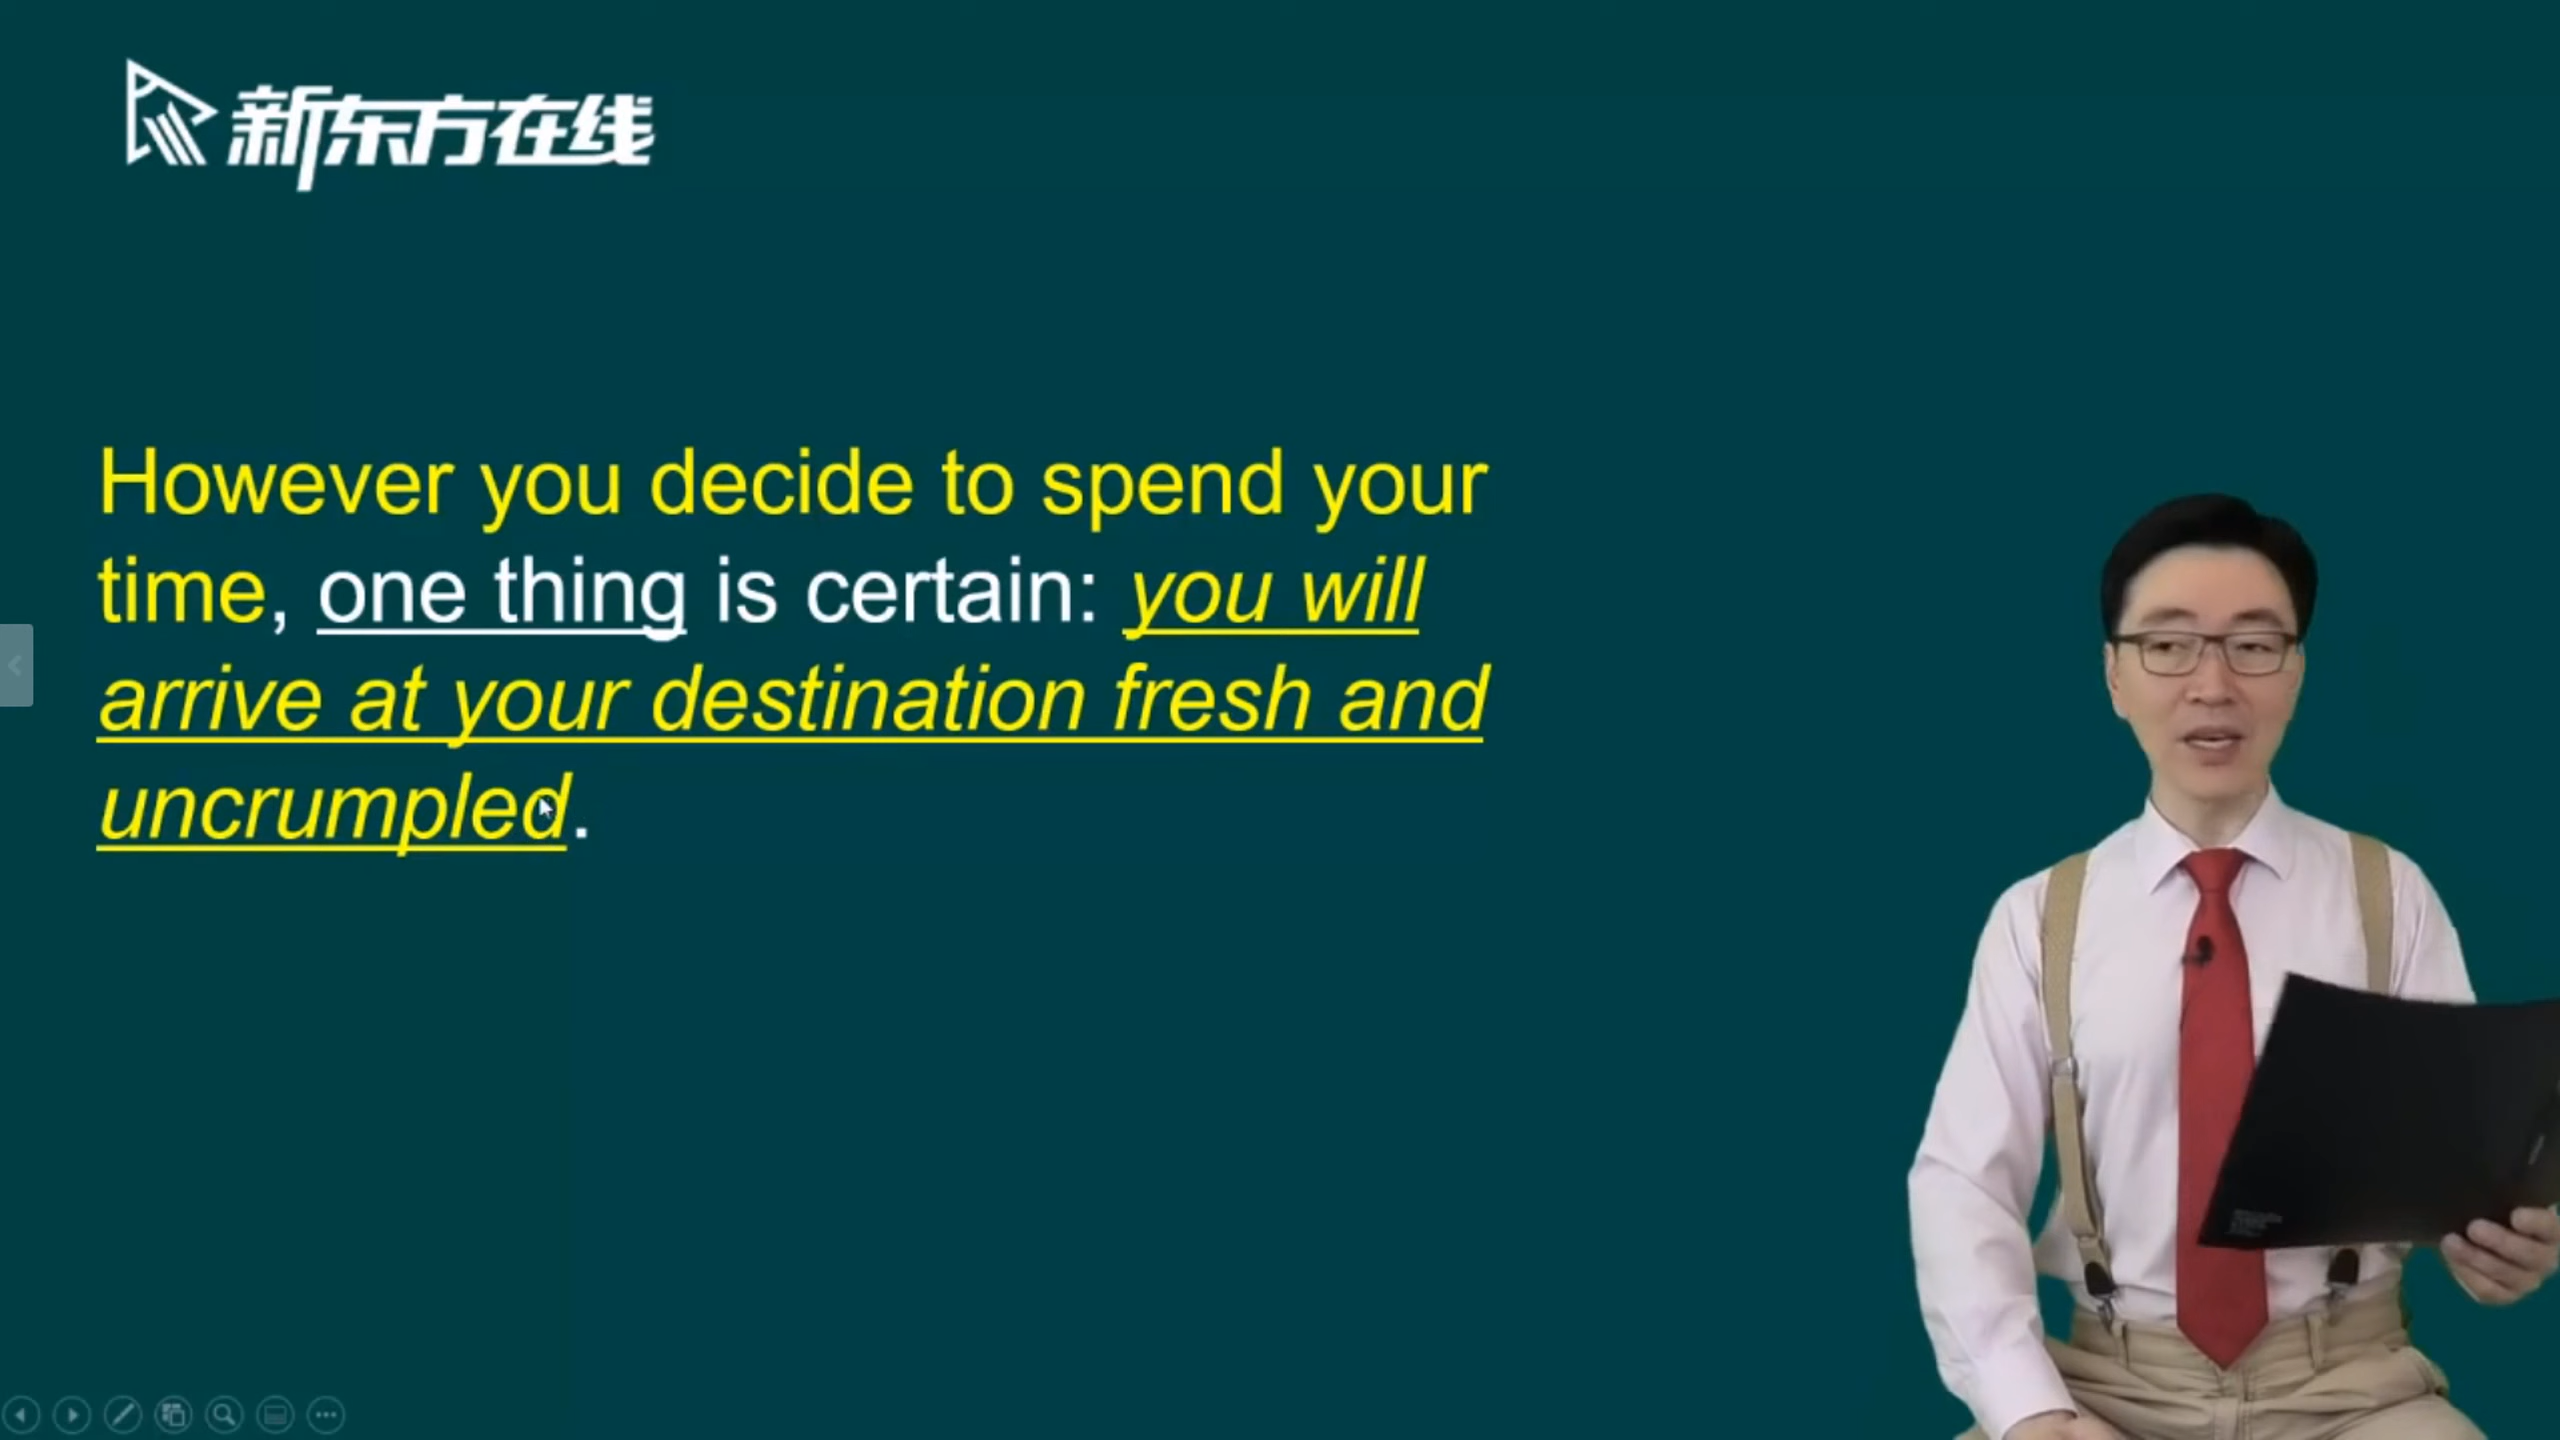 新东方在线
However you decide to spend your
time, one thing is certain: you will
arrive at your destination fresh and
uncrumpled.